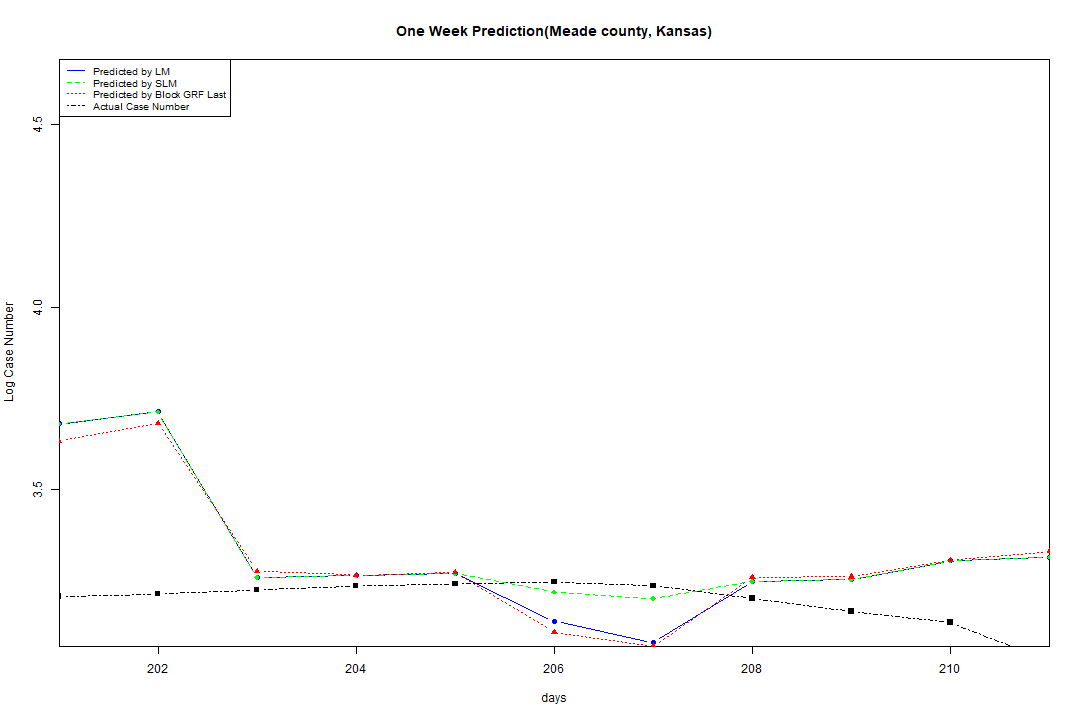 One Week Prediction(Meade county, Kansas)
Predicted by LM
Predicted by SLM
Predicted by Block GRF Last
Actual Case Number
4.5
4.0
3.5
Log Case Number
202 204 206 208 210
days